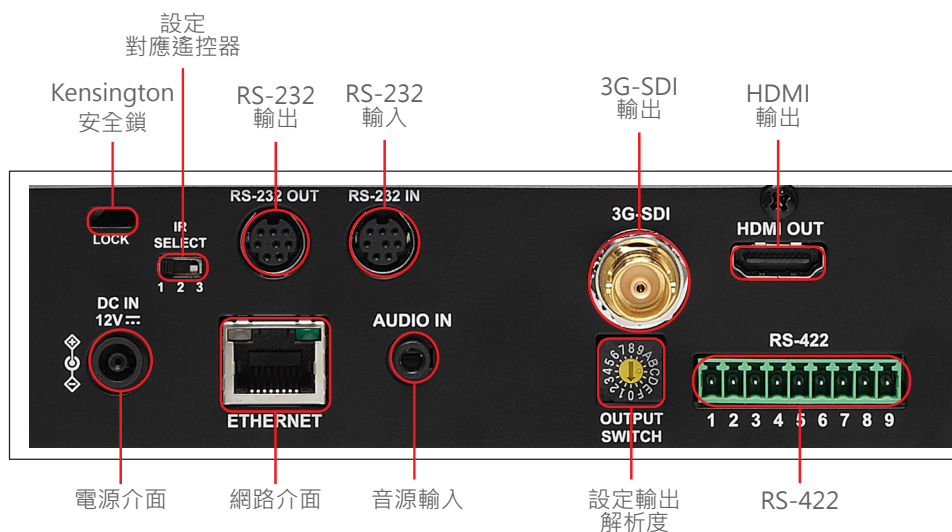 設定
對應遙控器
Kensington
安全鎖
RS-232
輸出
RS-232
輸入
3G-SDI
輸出
HDMI
輸出
LOCK
IR
SELECT
1 2 3
RS-232 OUT
RS-232 IN
3G-SDI
HDMI OUT
DC IN
12V
ETHERNET
AUDIO IN
0123456789ABCDEF
OUTPUT
SWITCH
RS-422
1 2 3 4 5 6 7 8 9
電源介面
網路介面
音源輸入
設定輸出
解析度
RS-422